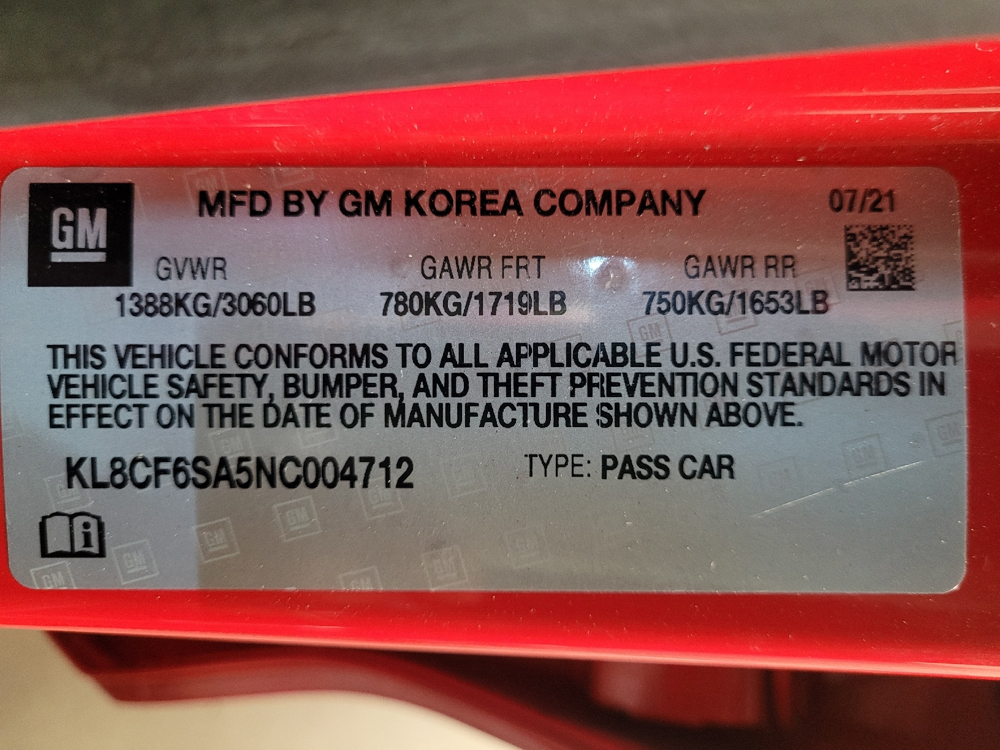 GM
MFD BY GM KOREA COMPANY
07/21
GVWR GAWR FRT GAWR RR
1388KG/3060LB 780KG/1719LB 750KG/1653LB
THIS VEHICLE CONFORMS TO ALL APPLICABLE U.S. FEDERAL MOTOR
VEHICLE SAFETY, BUMPER, AND THEFT PREVENTION STANDARDS IN
EFFECT ON THE DATE OF MANUFACTURE SHOWN ABOVE.
KL8CF6SA5NC004712 TYPE: PASS CAR
i